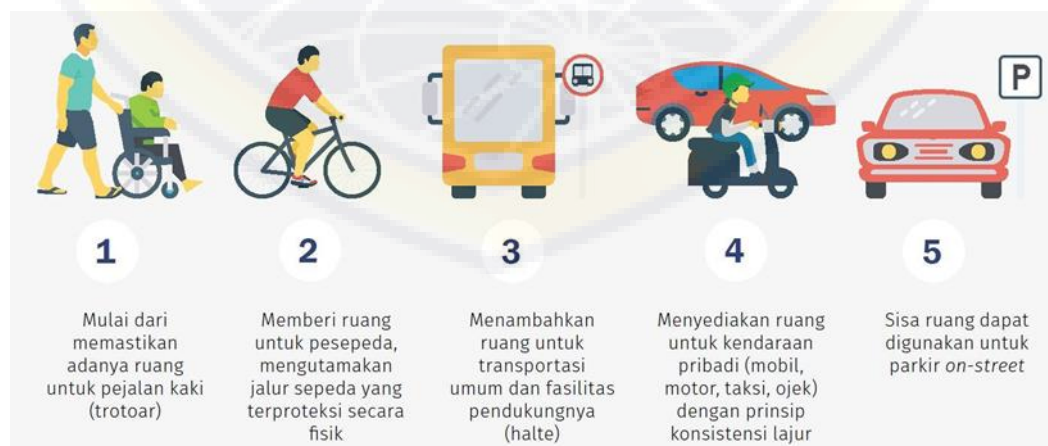 P
1
Mulai dari
memastikan
adanya ruang
untuk pejalan kaki
(trotoar)
2
Memberi ruang
untuk pesepeda,
mengutamakan
jalur sepeda yang
terproteksi secara
fisik
3
Menambahkan
ruang untuk
transportasi
umum dan fasilitas
pendukungnya
(halte)
4
Menyediakan ruang
untuk kendaraan
pribadi (mobil,
motor, taksi, ojek)
dengan prinsip
konsistensi lajur
5
Sisa ruang dapat
digunakan untuk
parkir on-street